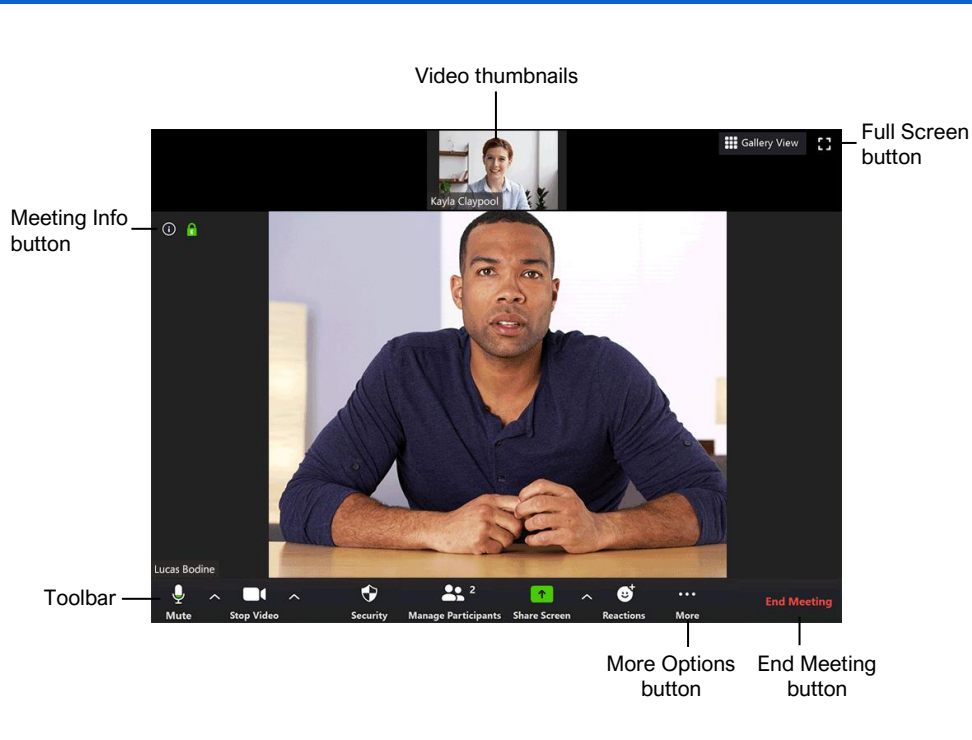 Video thumbnails
Full Screen
button
Gallery View
Kayla Claypool
Meeting Info
button
Lucas Bodine
Toolbar
2
Mute
Stop Video
Security
Manage Participants
Share Screen
Reactions
More
End Meeting
More Options
button
End Meeting
button